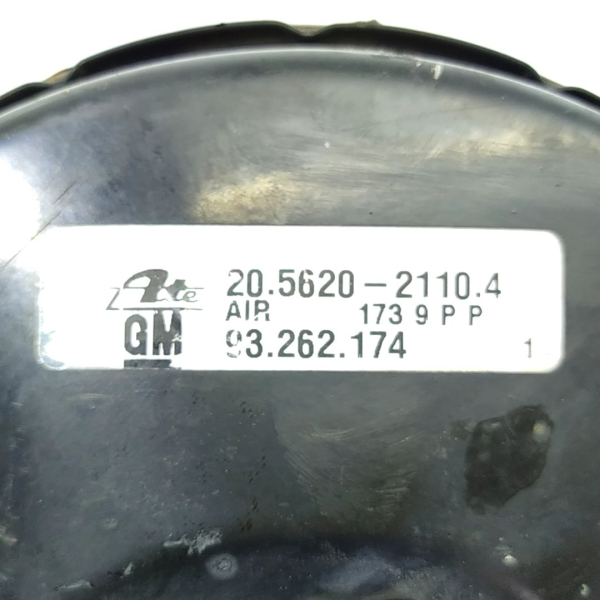 Ate 20.5620-2110.4
AIR 173 9 P P
GM 93.262.174 1